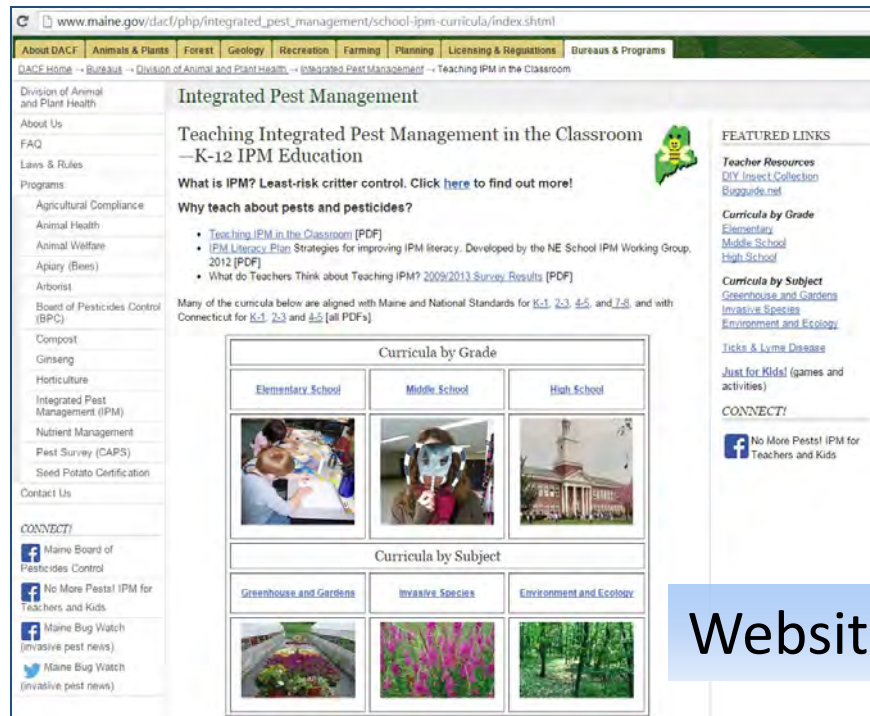 www.maine.gov/dacf/php/integrated_pest_management/school-ipm-curricula/index.shtml
About DACF Animals & Plants Forest Geology Recreation Farming Planning Licensing & Regulations Bureaus & Programs
DACF Home → Bureaus → Division of Animal and Plant Health → Integrated Pest Management → Teaching IPM in the Classroom
Division of Animal
and Plant Health
About Us
FAQ
Laws & Rules
Programs
Agricultural Compliance
Animal Health
Animal Welfare
Apiary (Bees)
Arborist
Board of Pesticides Control
(BPC)
Compost
Ginseng
Horticulture
Integrated Pest
Management (IPM)
Nutrient Management
Pest Survey (CAPS)
Seed Potato Certification
Contact Us
CONNECT!
Maine Board of
Pesticides Control
No More Pests! IPM for
Teachers and Kids
Maine Bug Watch
(invasive pest news)
Maine Bug Watch
(invasive pest news)
Integrated Pest Management
Teaching Integrated Pest Management in the Classroom
—K-12 IPM Education
What is IPM? Least-risk critter control. Click here to find out more!
Why teach about pests and pesticides?
• Teaching IPM in the Classroom [PDF]
• IPM Literacy Plan Strategies for improving IPM literacy. Developed by the NE School IPM Working Group,
2012 [PDF]
• What do Teachers Think about Teaching IPM? 2009/2013 Survey Results [PDF]
Many of the curricula below are aligned with Maine and National Standards for K-1, 2-3, 4-5, and 7-8, and with
Connecticut for K-1, 2-3 and 4-5 [all PDFs].
Curricula by Grade
Elementary School Middle School High School
Curricula by Subject
Greenhouse and Gardens Invasive Species Environment and Ecology
FEATURED LINKS
Teacher Resources
DIY Insect Collection
Bugguide.net
Curricula by Grade
Elementary
Middle School
High School
Curricula by Subject
Greenhouse and Gardens
Invasive Species
Environment and Ecology
Ticks & Lyme Disease
Just for Kids! (games and
activities)
CONNECT!
No More Pests! IPM for
Teachers and Kids
Websit